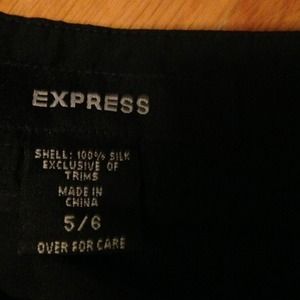 EXPRESS
SHELL: 100% SILK
EXCLUSIVE OF
TRIMS
MADE IN
CHINA
5/6
OVER FOR CARE